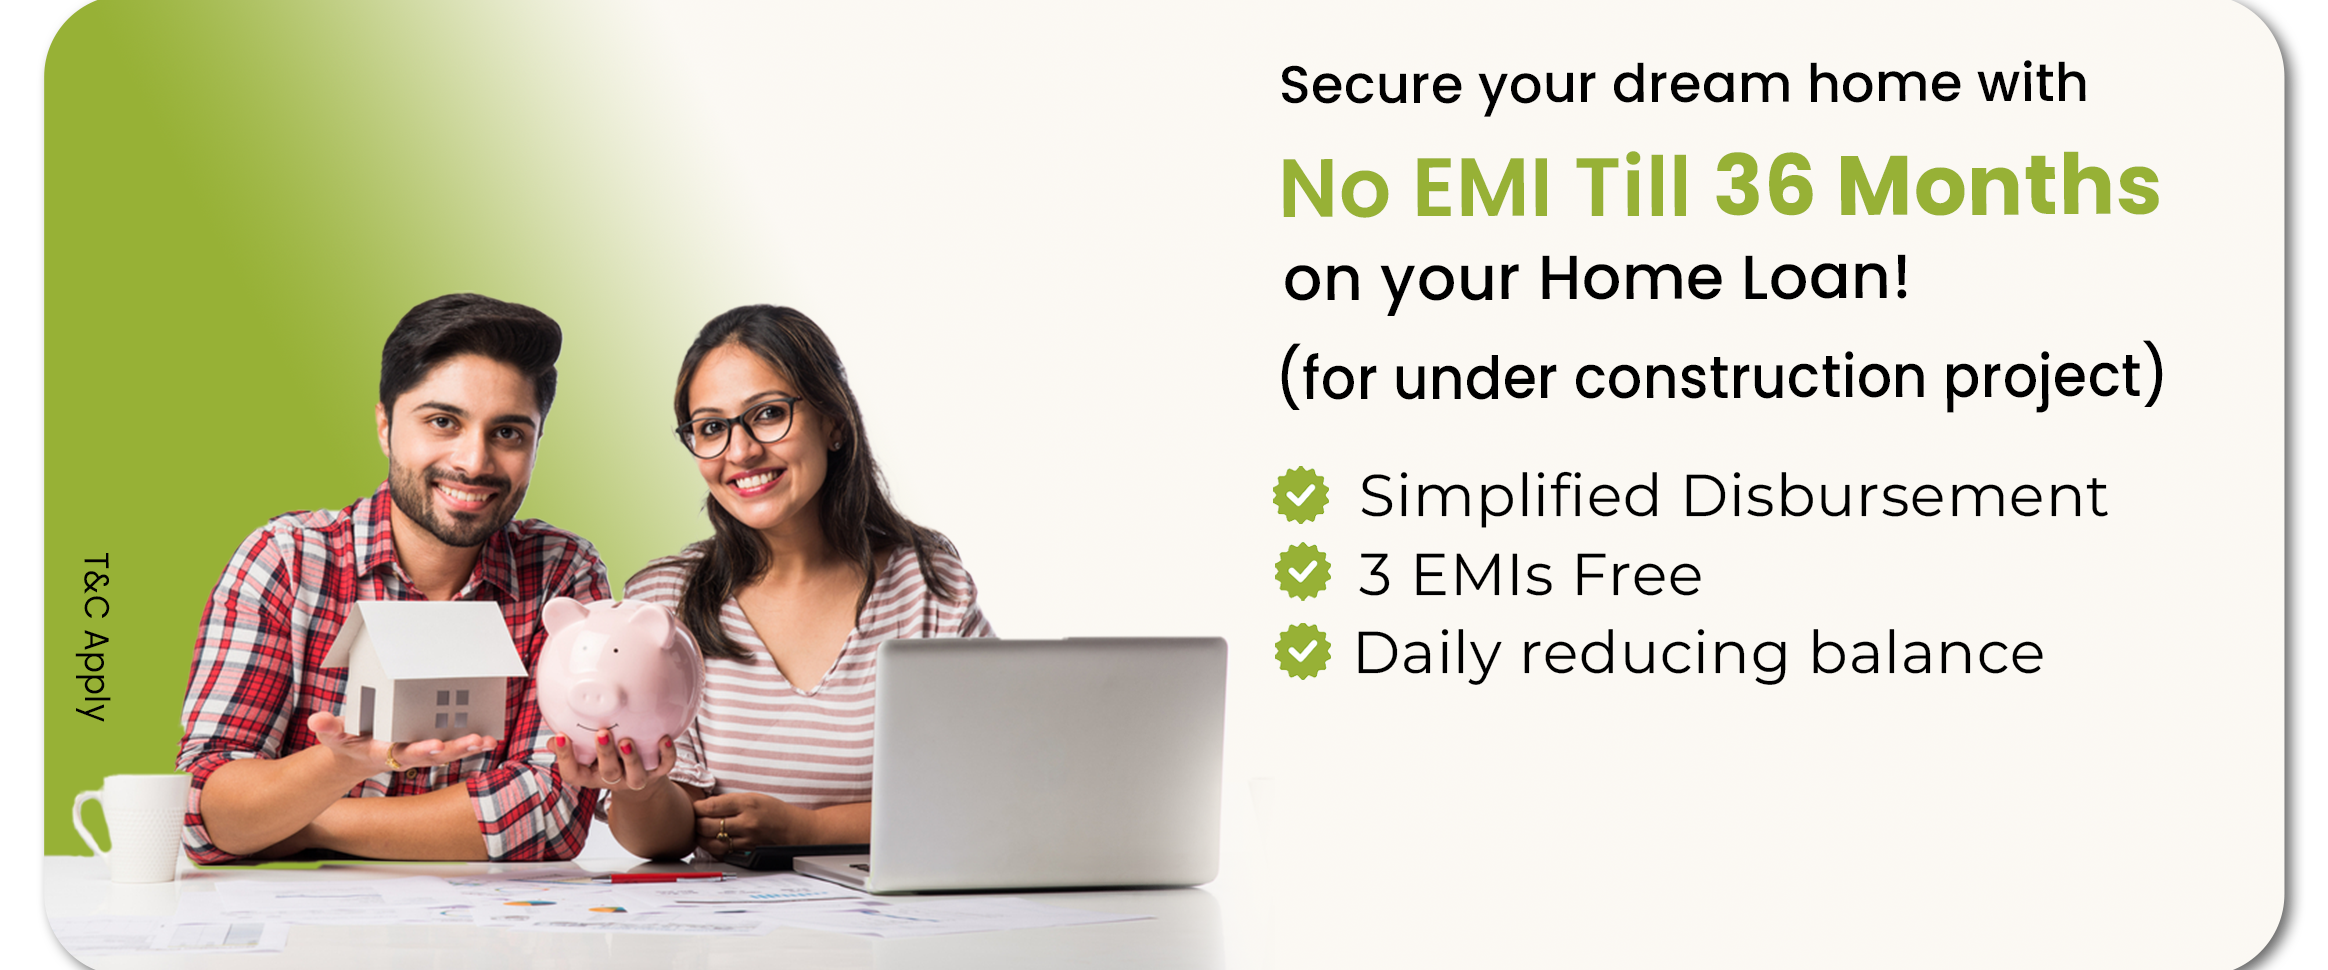 Secure your dream home with
No EMI Till 36 Months
on your Home Loan!
(for under construction project)
Simplified Disbursement
3 EMIs Free
Daily reducing balance
T&C Apply